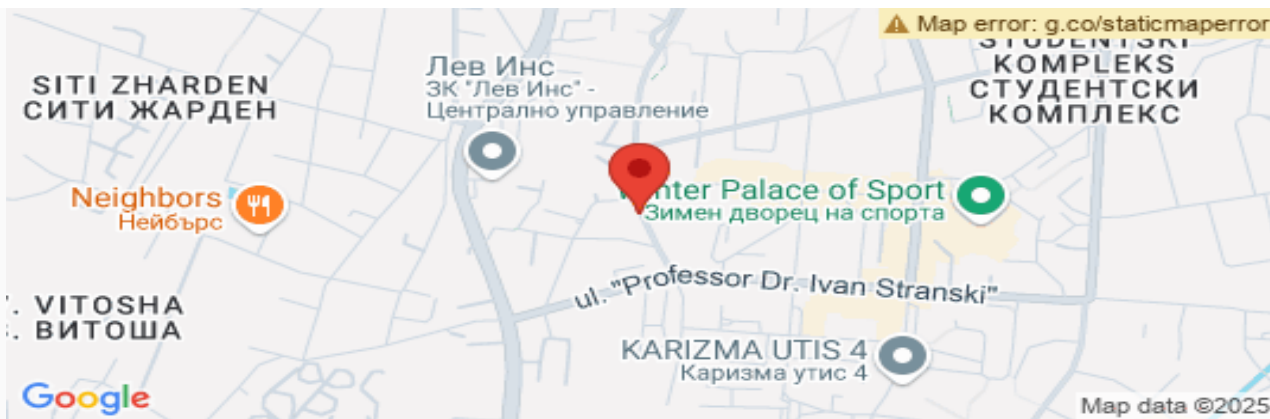 Map error: g.co/staticmaperror
STUDENTSKI
KOMPLEKS
СТУДЕНТСКИ
КОМПЛЕКС
SITI ZHARDEN
СИТИ ЖАРДЕН
Лев Инс
ЗК "Лев Инс" -
Централно управление
Neighbors
Нейбърс
Palace of Sport
Зимен дворец на спорта
VITOSHA
ВИТОША
ul. "Professor Dr. Ivan Stranski"
KARIZMA UTIS 4
Каризма утис 4
Google
Map data ©2025